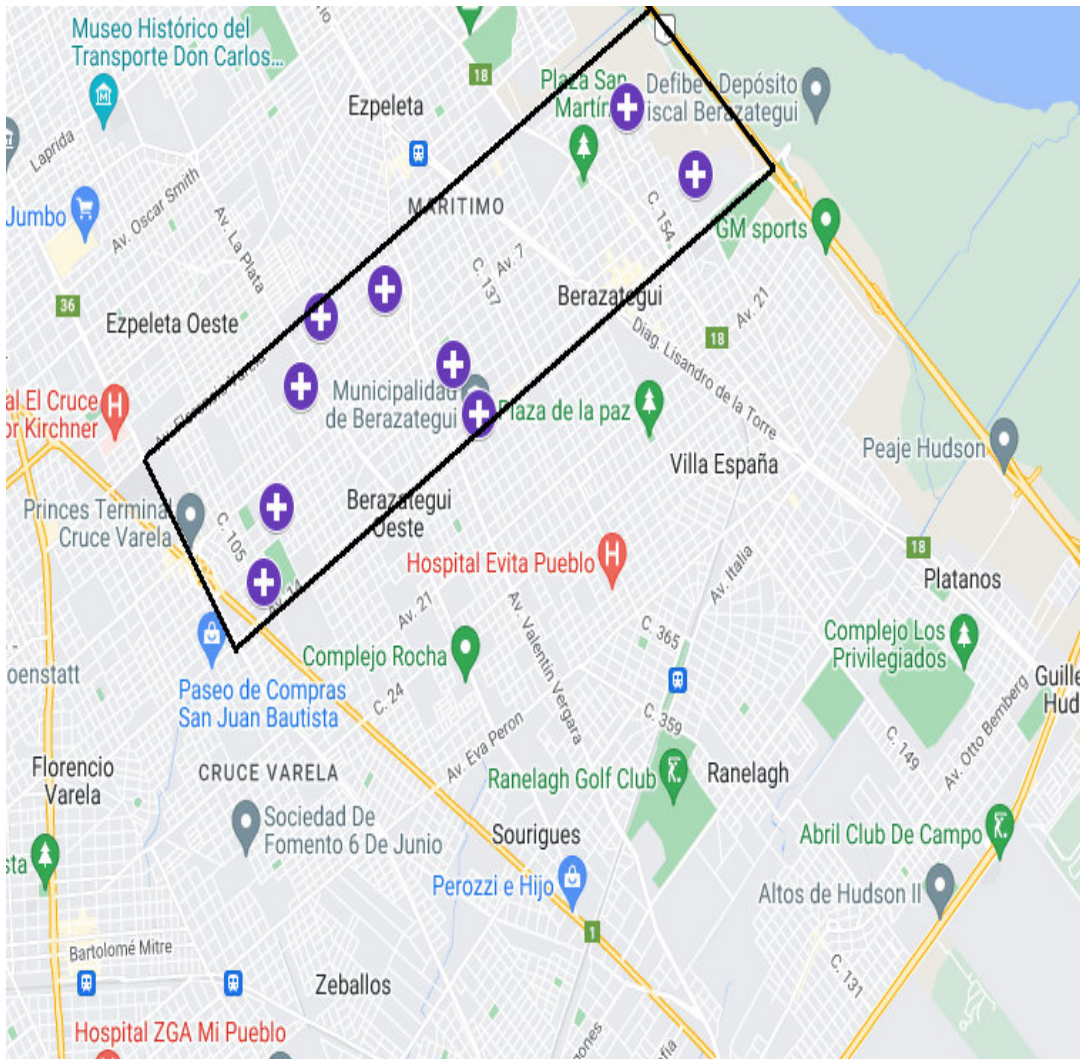 Museo Histórico del
Transporte Don Carlos...
18
Ezpeleta
Plaza San
Martín
Defibe - Depósito
iscal Berazategui
Laprida
Av. Oscar Smith
MARITIMO
Jumbo
Av. La Plata
C. 154
GM sports
Av. 7
C. 137
36
Ezpeleta Oeste
Berazategui
Av. 21
18
Diag. Lisandro de la Torre
Av. Florencio Varela
al El Cruce
or Kirchner
Municipalidad
de Berazategui
Plaza de la paz
Villa España
Peaje Hudson
Princes Terminal
Cruce Varela
C. 105
Berazategui
Oeste
Hospital Evita Pueblo
18
Av. Italia
Platanos
Av. 14
Av. 21
Av. Valentín Vergara
C. 365
Complejo Los
Privilegiados
Complejo Rocha
oenstatt
Paseo de Compras
San Juan Bautista
C. 24
C. 359
Guille
Hud
Av. Otto Bemberg
C. 149
Av. Eva Peron
Florencio
Varela
CRUCE VARELA
Ranelagh Golf Club
Ranelagh
Sociedad De
Fomento 6 De Junio
Sourigues
Abril Club De Campo
sta
Perozzi e Hijo
Altos de Hudson II
1
Bartolomé Mitre
C. 131
Zeballos
Hospital ZGA Mi Pueblo